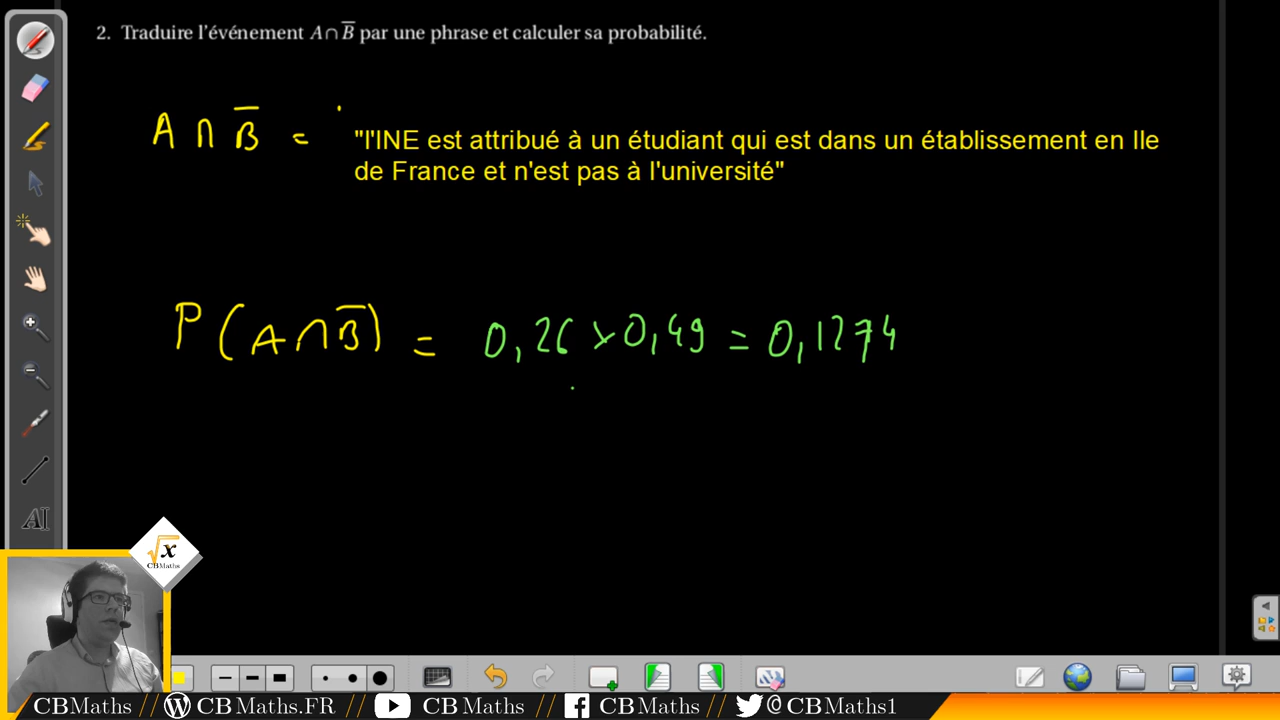 2. Traduire l'événement A ∩ B̅ par une phrase et calculer sa probabilité.
A ∩ B̅ = "l'INE est attribué à un étudiant qui est dans un établissement en Ile
de France et n'est pas à l'université"
P(A∩B̅) = 0,26 × 0,49 = 0,1274
AI
√x
CBMaths
CBMaths // CBMaths.FR // CBMaths // CBMaths // @CBMaths1